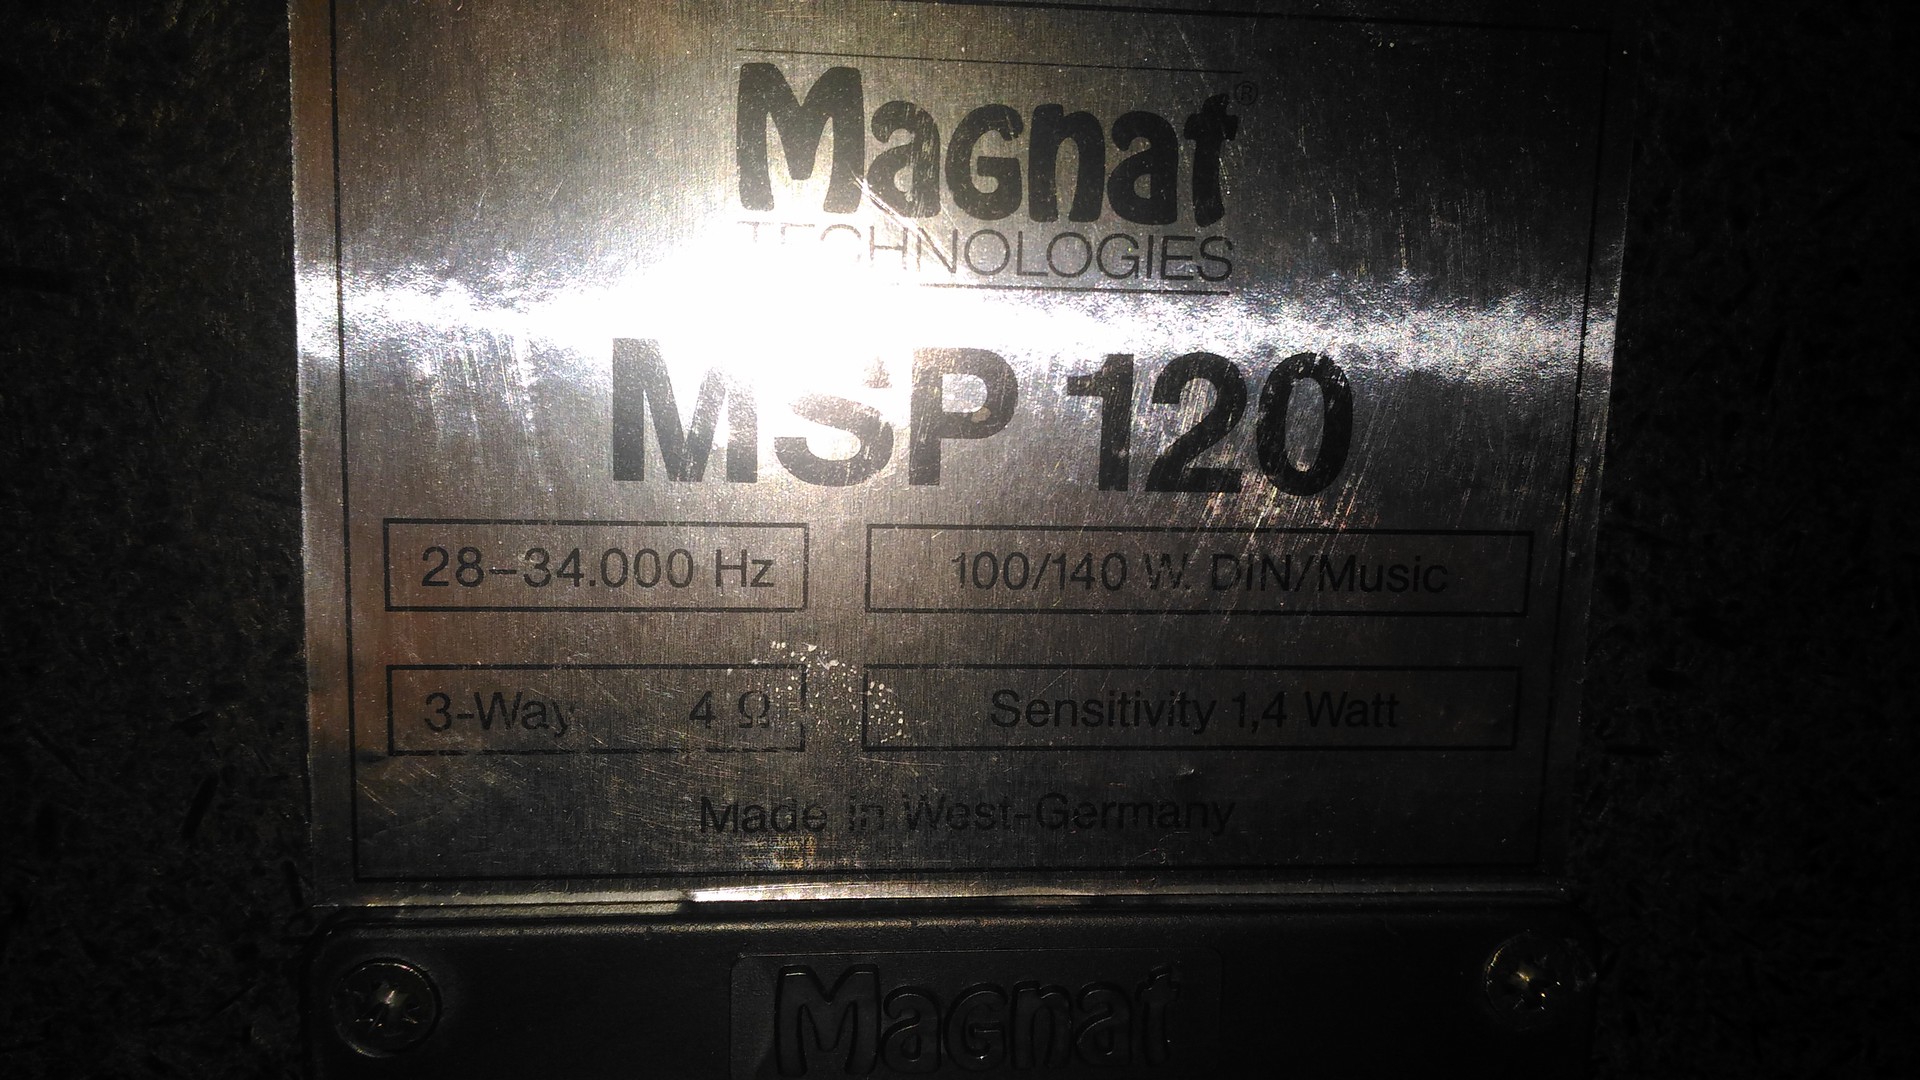 Magnat®
TECHNOLOGIES
MSP 120
28–34.000 Hz
100/140 W. DIN/Music
3-Way 4 Ω
Sensitivity 1,4 Watt
Made in West-Germany
Magnat